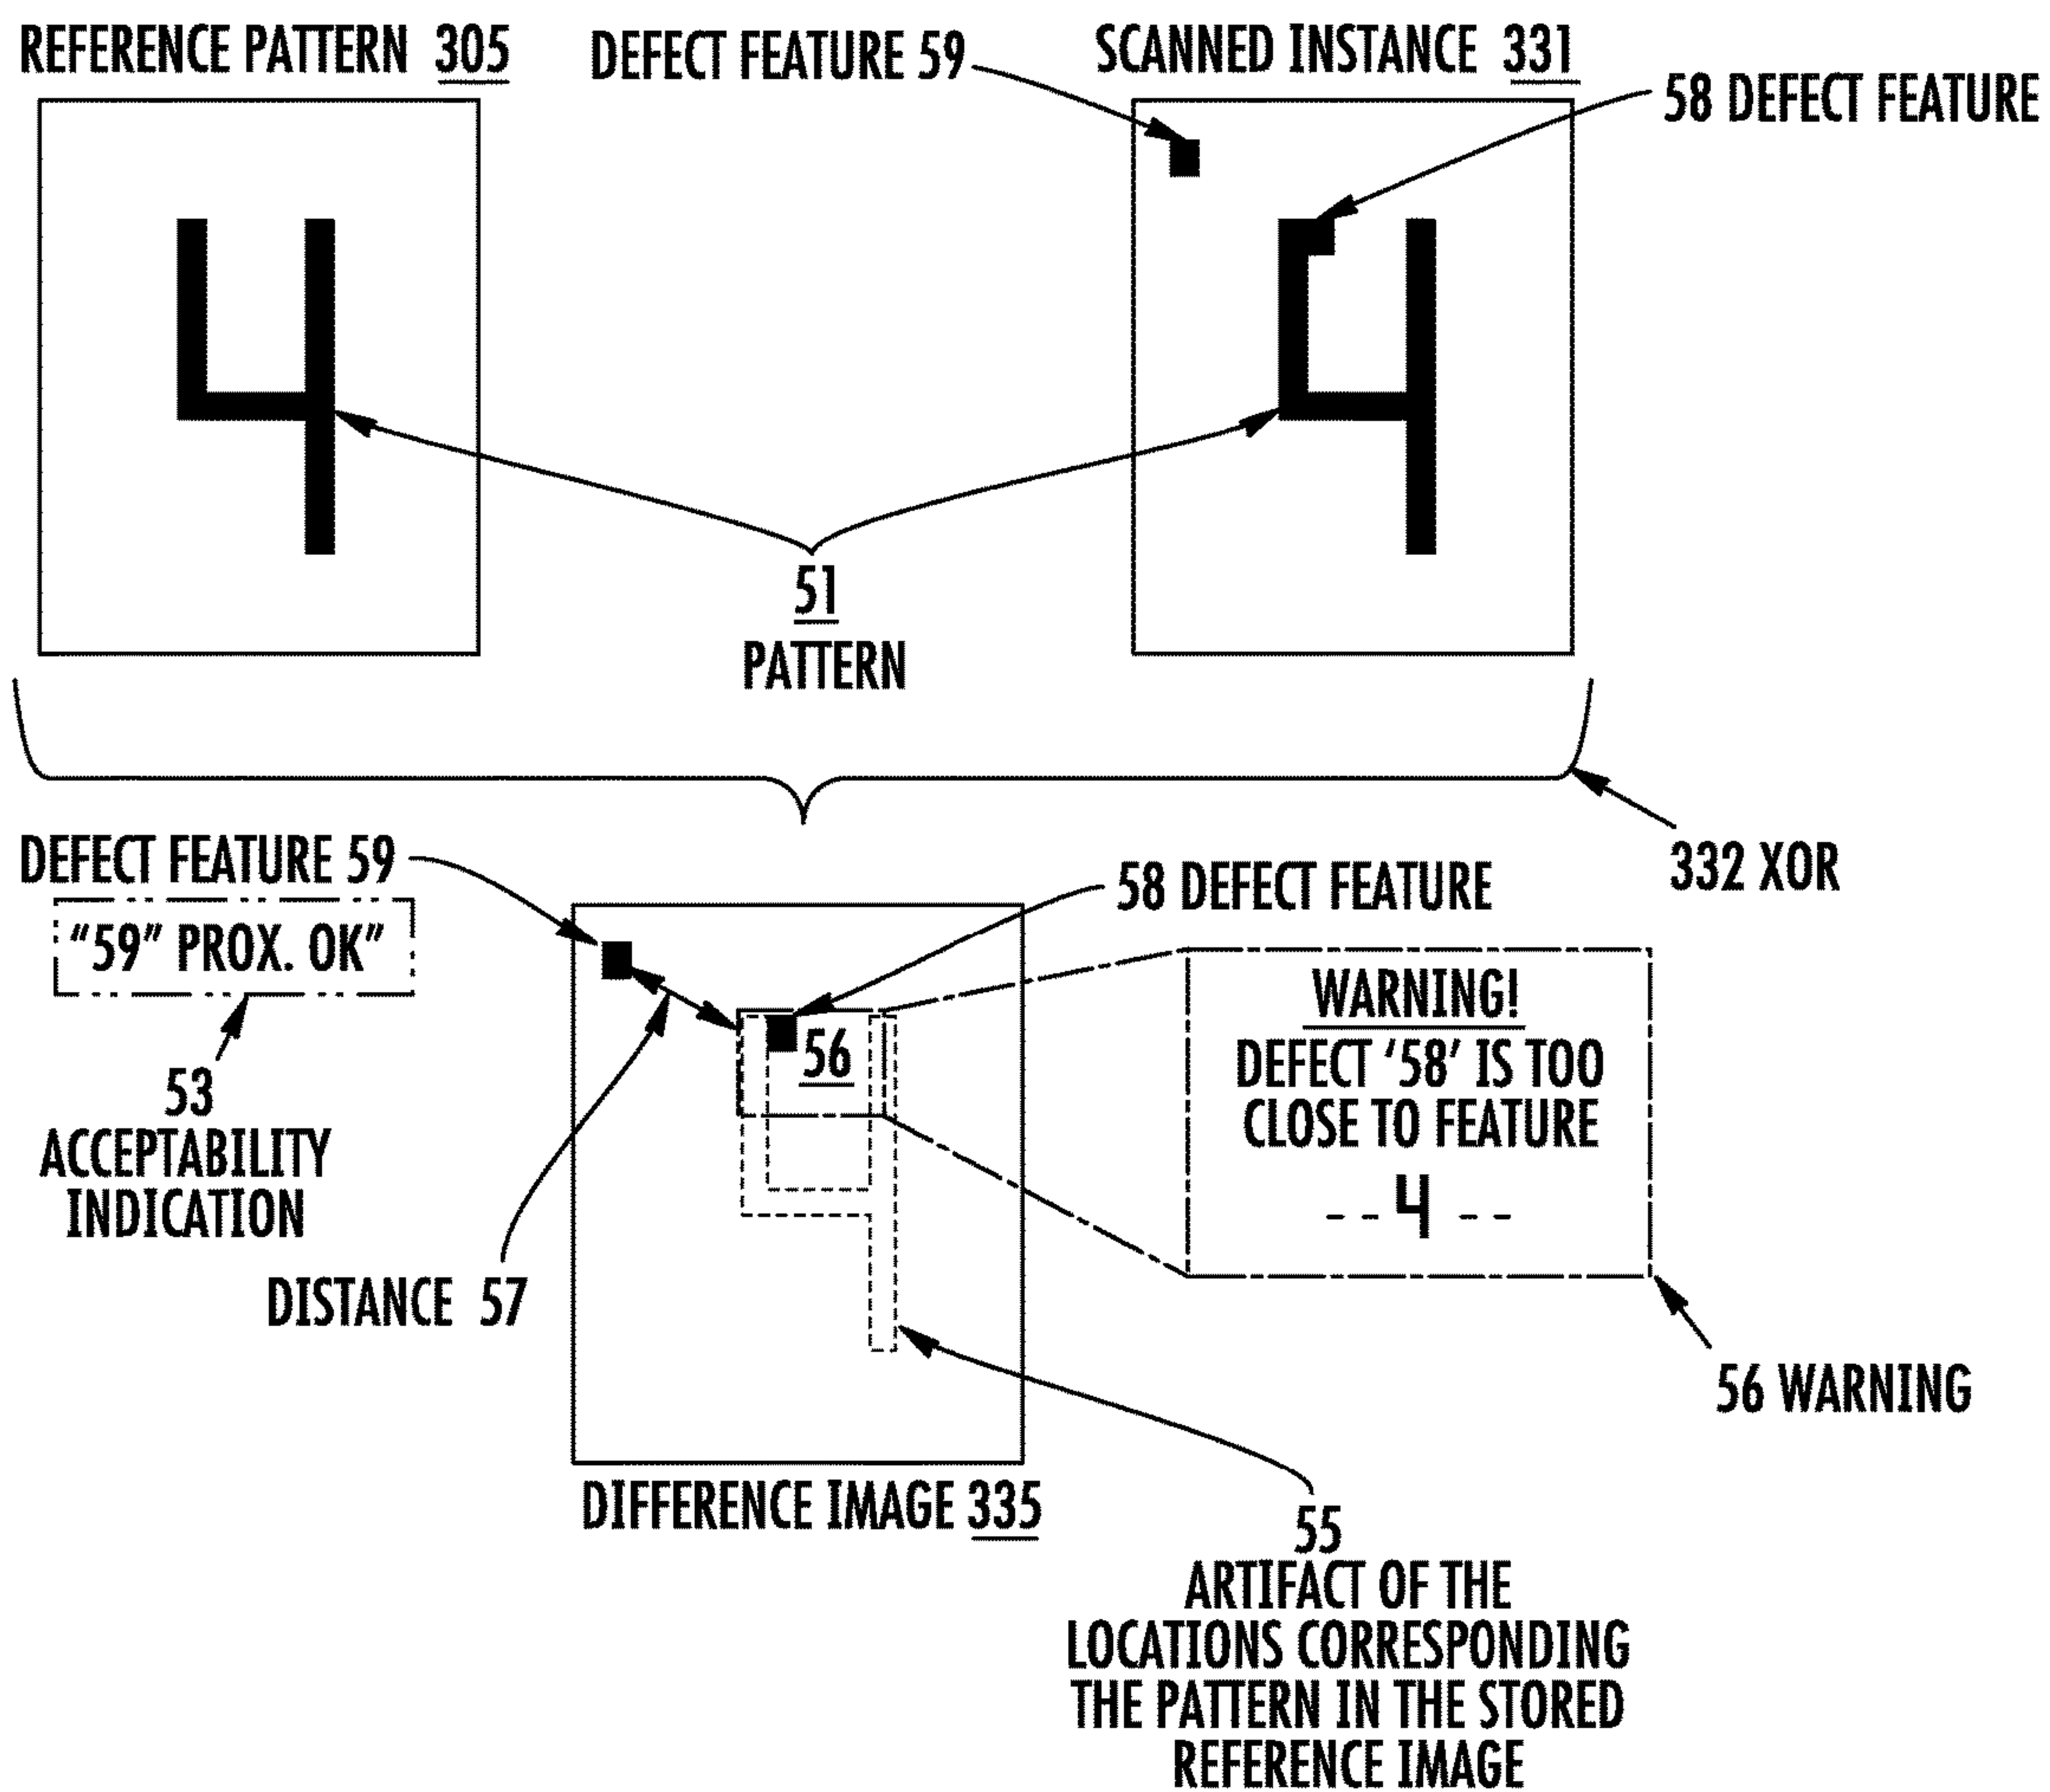 REFERENCE PATTERN 305
DEFECT FEATURE 59
SCANNED INSTANCE 331
58 DEFECT FEATURE
4
4
51
PATTERN
332 XOR
DEFECT FEATURE 59
"59" PROX. OK"
53
ACCEPTABILITY
INDICATION
58 DEFECT FEATURE
56
WARNING!
DEFECT '58' IS TOO
CLOSE TO FEATURE
- - 4 - -
DISTANCE 57
56 WARNING
DIFFERENCE IMAGE 335
55
ARTIFACT OF THE
LOCATIONS CORRESPONDING
THE PATTERN IN THE STORED
REFERENCE IMAGE